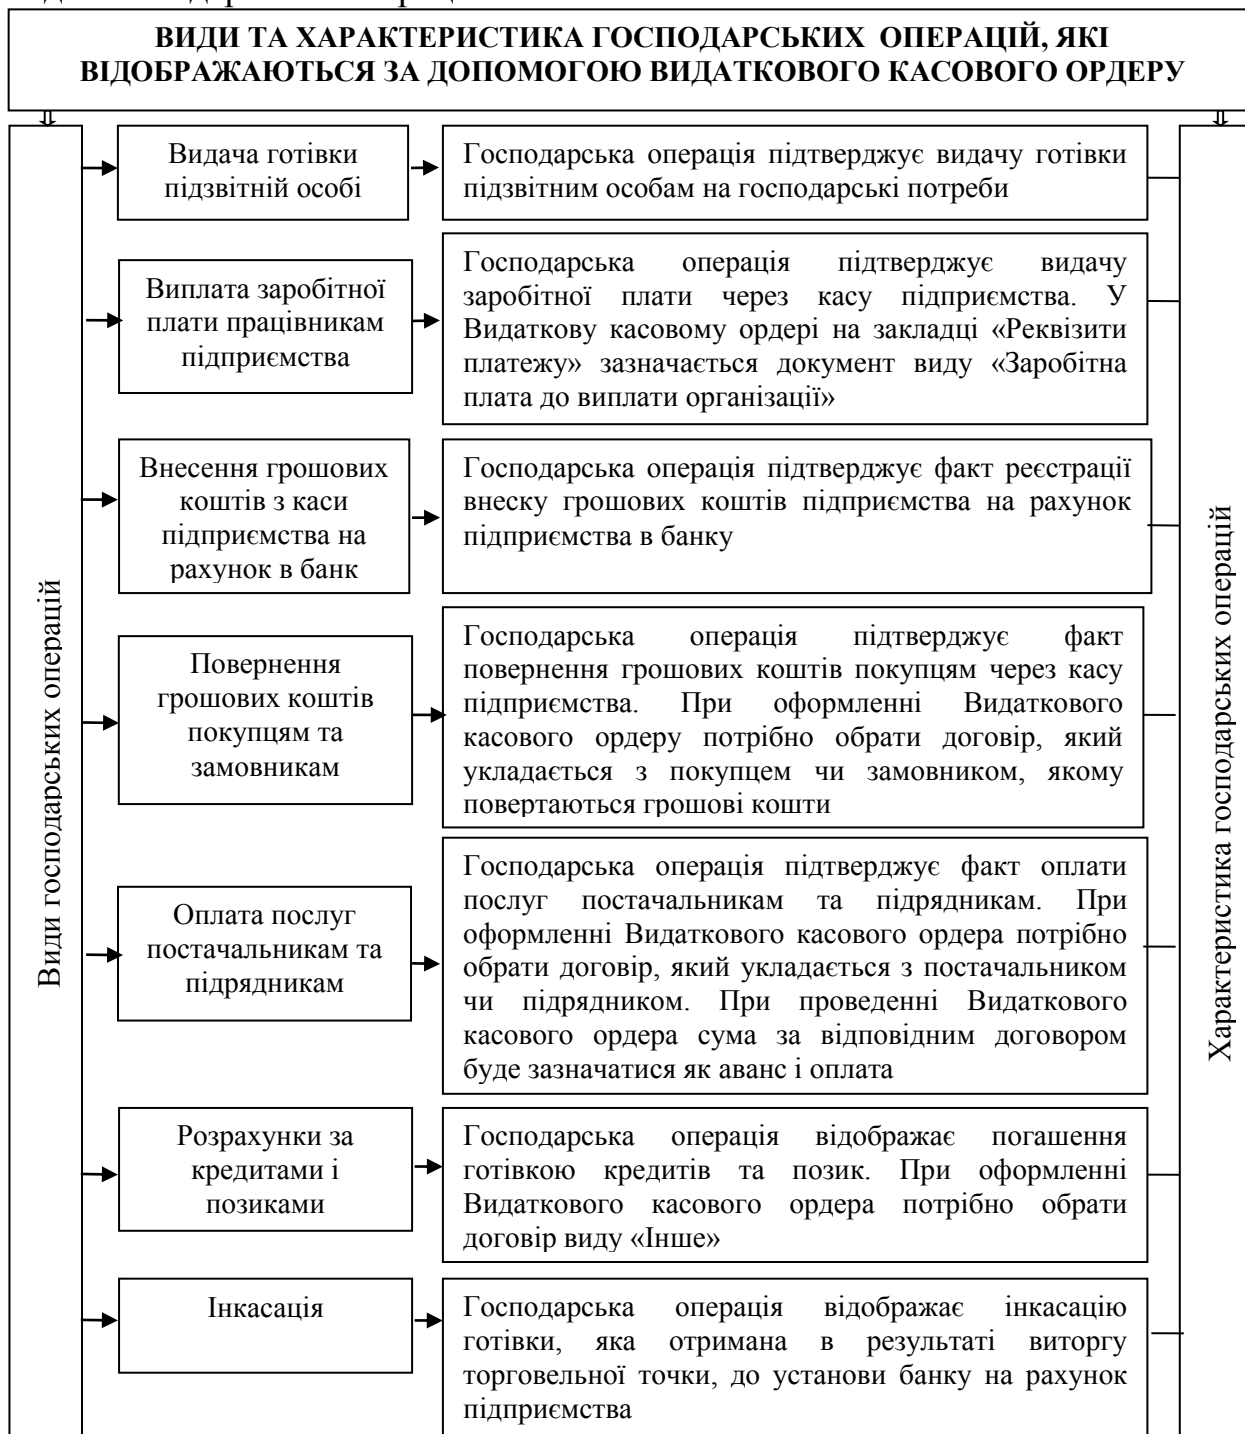 ВИДИ ТА ХАРАКТЕРИСТИКА ГОСПОДАРСЬКИХ ОПЕРАЦІЙ, ЯКІ
ВІДОБРАЖАЮТЬСЯ ЗА ДОПОМОГОЮ ВИДАТКОВОГО КАСОВОГО ОРДЕРУ
Види господарських операцій
Видача готівки
підзвітній особі
Господарська операція підтверджує видачу готівки
підзвітним особам на господарські потреби
Виплата заробітної
плати працівникам
підприємства
Господарська операція підтверджує видачу
заробітної плати через касу підприємства. У
Видаткову касовому ордері на закладці «Реквізити
платежу» зазначається документ виду «Заробітна
плата до виплати організації»
Внесення грошових
коштів з каси
підприємства на
рахунок в банк
Господарська операція підтверджує факт реєстрації
внеску грошових коштів підприємства на рахунок
підприємства в банку
Повернення
грошових коштів
покупцям та
замовникам
Господарська операція підтверджує факт
повернення грошових коштів покупцям через касу
підприємства. При оформленні Видаткового
касового ордеру потрібно обрати договір, який
укладається з покупцем чи замовником, якому
повертаються грошові кошти
Оплата послуг
постачальникам та
підрядникам
Господарська операція підтверджує факт оплати
послуг постачальникам та підрядникам. При
оформленні Видаткового касового ордера потрібно
обрати договір, який укладається з постачальником
чи підрядником. При проведенні Видаткового
касового ордера сума за відповідним договором
буде зазначатися як аванс і оплата
Розрахунки за
кредитами і
позиками
Господарська операція відображає погашення
готівкою кредитів та позик. При оформленні
Видаткового касового ордера потрібно обрати
договір виду «Інше»
Інкасація
Господарська операція відображає інкасацію
готівки, яка отримана в результаті виторгу
торговельної точки, до установи банку на рахунок
підприємства
Характеристика господарських операцій